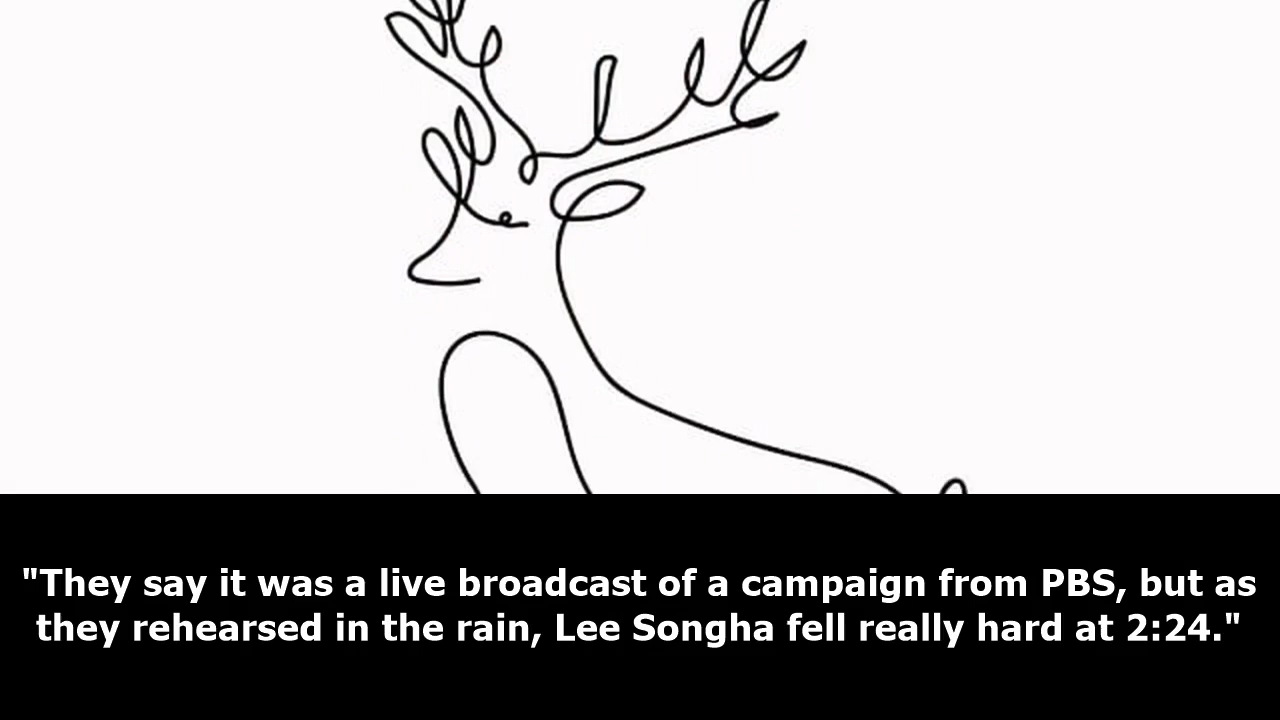 "They say it was a live broadcast of a campaign from PBS, but as
they rehearsed in the rain, Lee Songha fell really hard at 2:24."